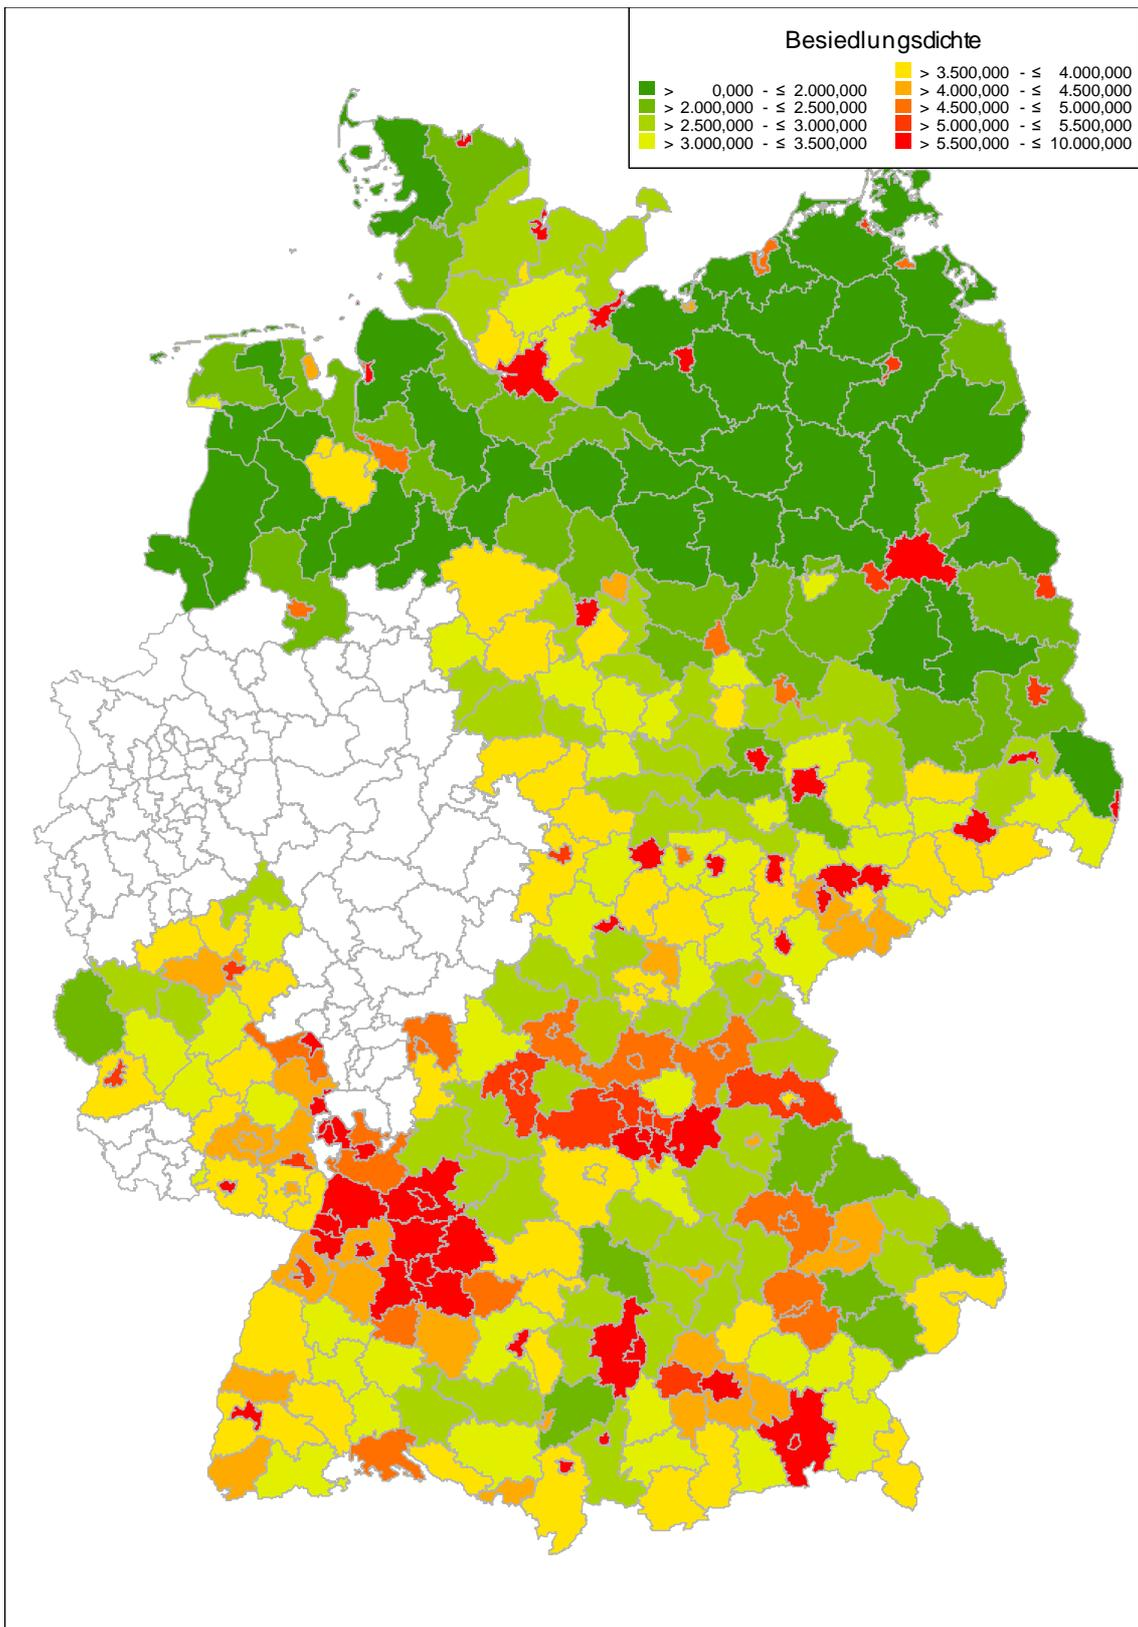 Besiedlungsdichte
> 0,000 - ≤ 2.000,000
> 2.000,000 - ≤ 2.500,000
> 2.500,000 - ≤ 3.000,000
> 3.000,000 - ≤ 3.500,000
> 3.500,000 - ≤ 4.000,000
> 4.000,000 - ≤ 4.500,000
> 4.500,000 - ≤ 5.000,000
> 5.000,000 - ≤ 5.500,000
> 5.500,000 - ≤ 10.000,000